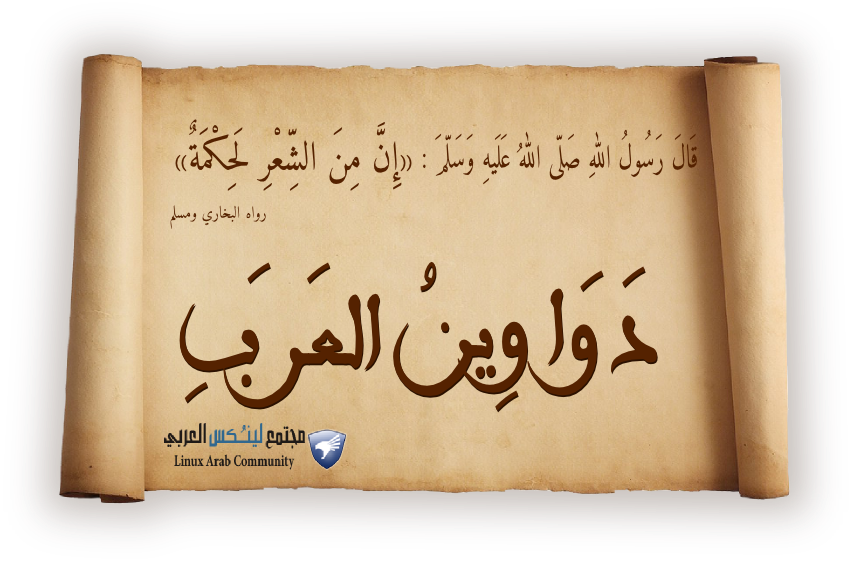 قَالَ رَسُولُ اللهِ صَلّى اللهُ عَلَيهِ وَسَلّمَ : ((إِنَّ مِنَ الشِّعْرِ لَحِكْمَةٌ))
رواه البخاري ومسلم
دَوَاوِينُ العَرَبِ
مجتمع لينُكس العربي
Linux Arab Community